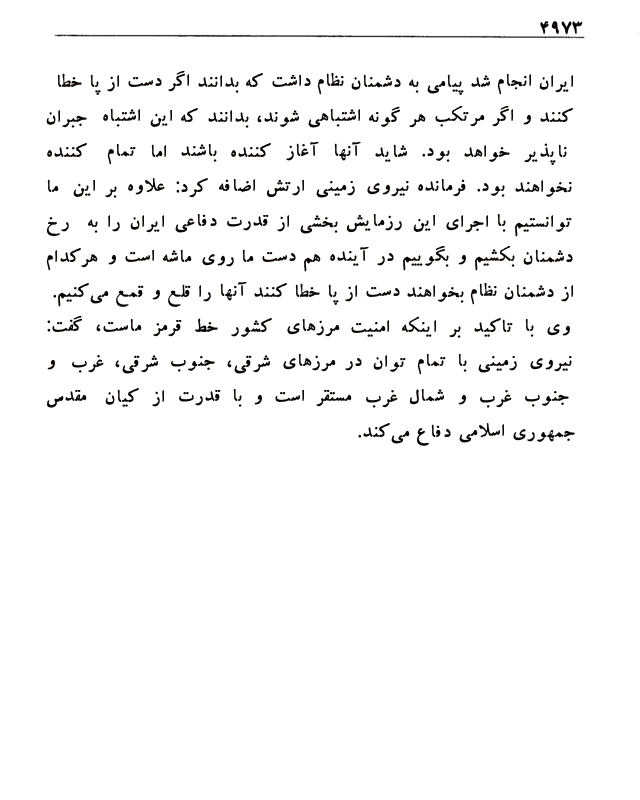 ۴۹۷۳
ایران انجام شد پیامی به دشمنان نظام داشت که بدانند اگر دست از پا خطا
کنند و اگر مرتکب هر گونه اشتباهی شوند، بدانند که این اشتباه جبران
ناپذیر خواهد بود. شاید آنها آغاز کننده باشند اما تمام کننده
نخواهند بود. فرمانده نیروی زمینی ارتش اضافه کرد: علاوه بر این ما
توانستیم با اجرای این رزمایش بخشی از قدرت دفاعی ایران را به رخ
دشمنان بکشیم و بگوییم در آینده هم دست ما روی ماشه است و هرکدام
از دشمنان نظام بخواهند دست از پا خطا کنند آنها را قلع و قمع می‌کنیم.
وی با تاکید بر اینکه امنیت مرزهای کشور خط قرمز ماست، گفت:
نیروی زمینی با تمام توان در مرزهای شرقی، جنوب شرقی، غرب و
جنوب غرب و شمال غرب مستقر است و با قدرت از کیان مقدس
جمهوری اسلامی دفاع می‌کند.